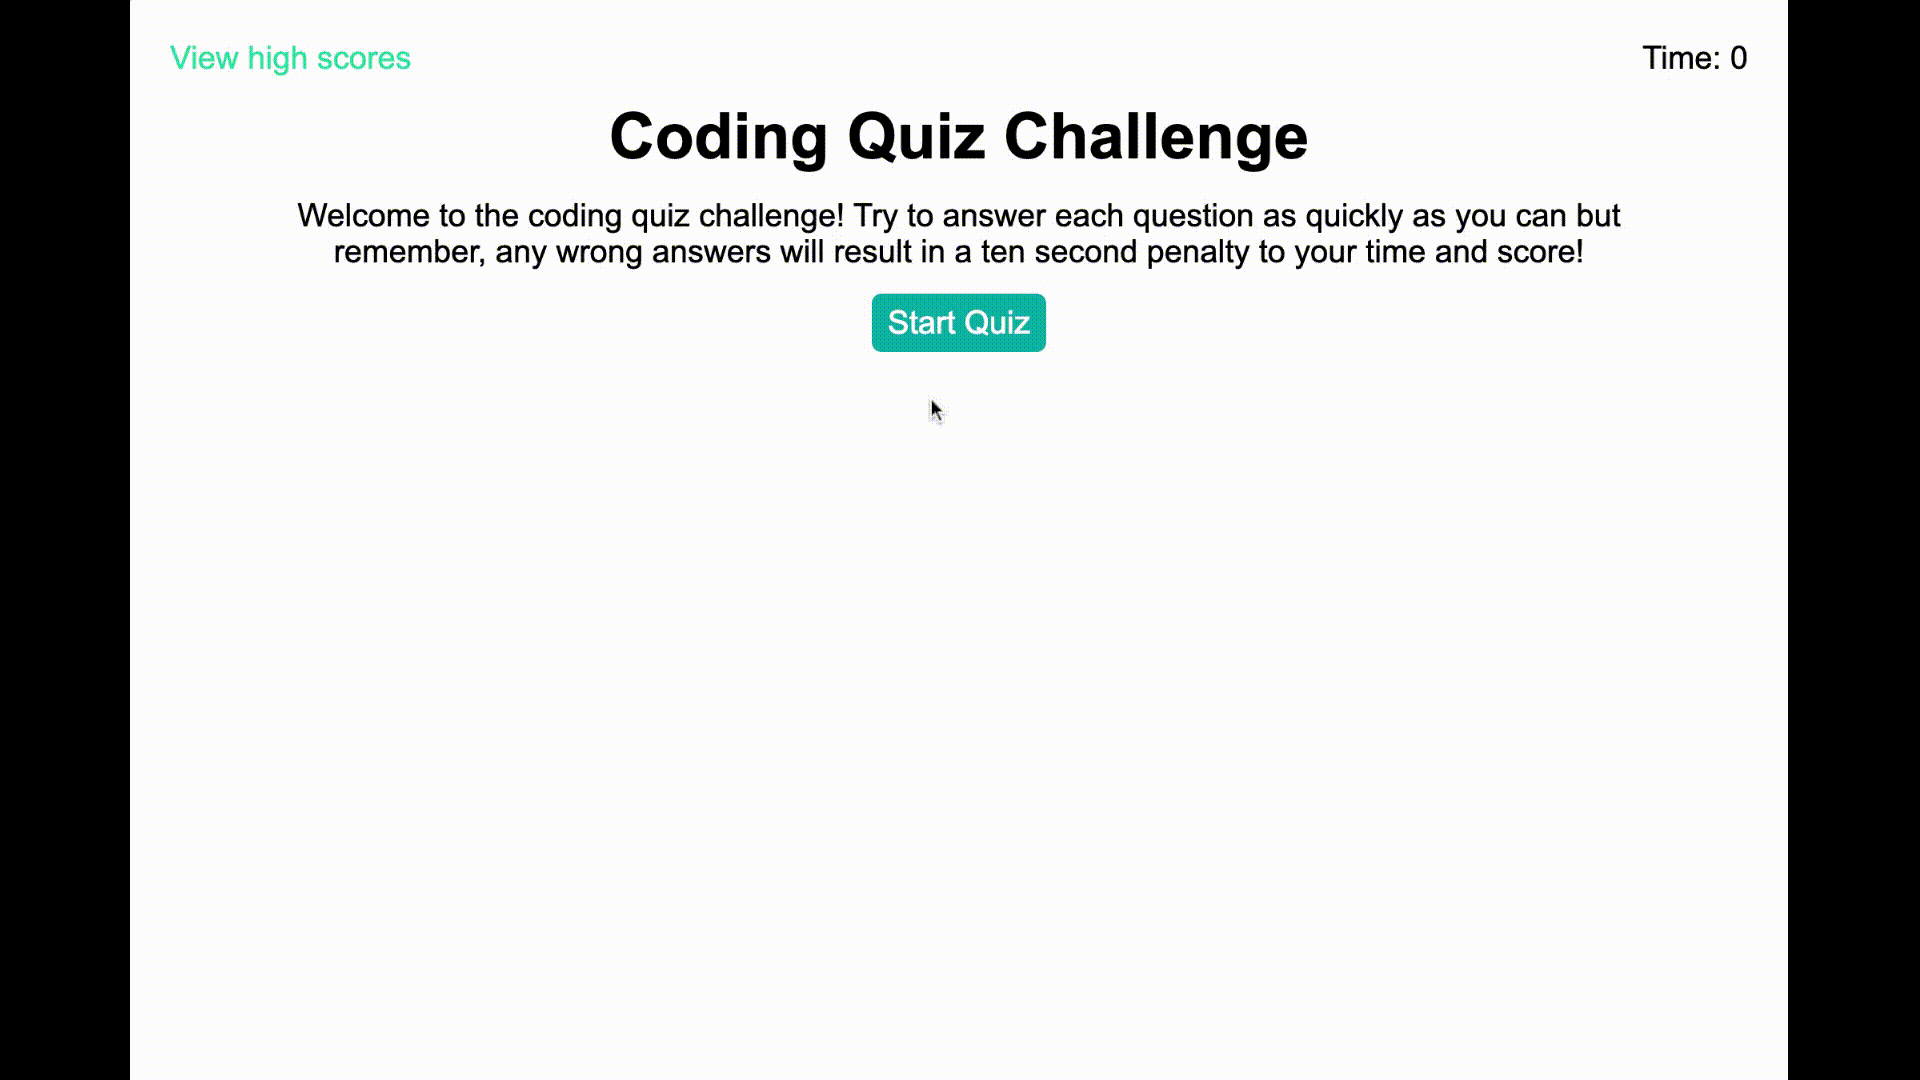 View high scores
Time: 0
Coding Quiz Challenge
Welcome to the coding quiz challenge! Try to answer each question as quickly as you can but
remember, any wrong answers will result in a ten second penalty to your time and score!
Start Quiz